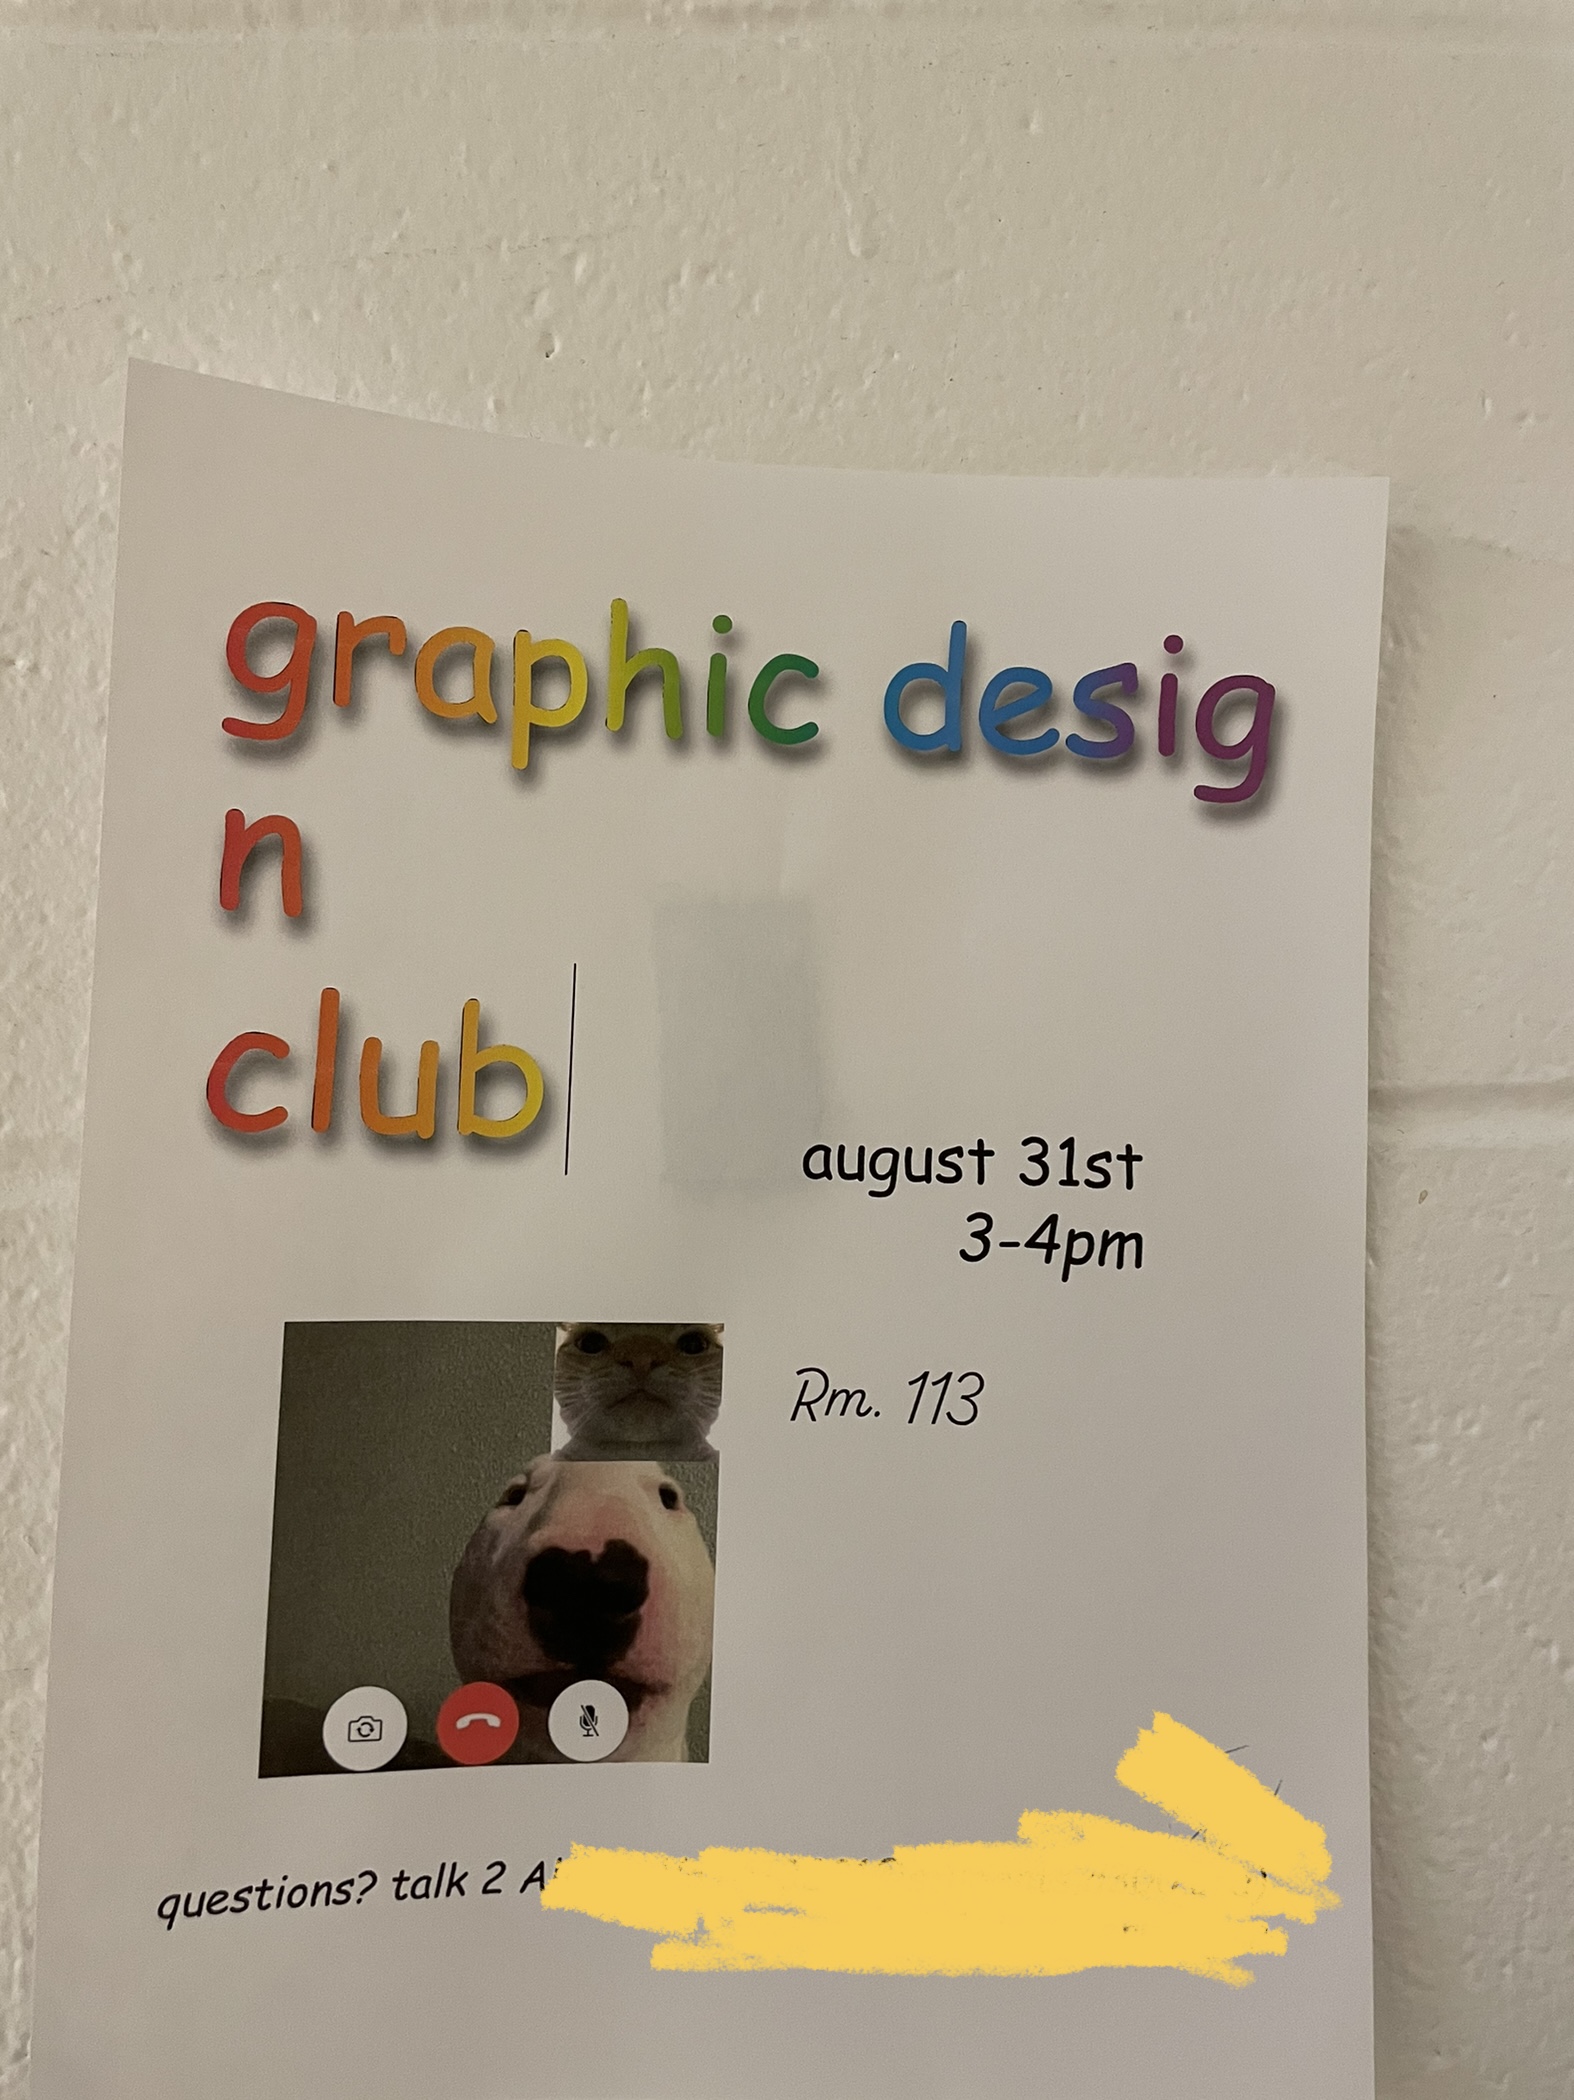 graphic desig
n
club
august 31st
3-4pm
Rm. 113
questions? talk 2